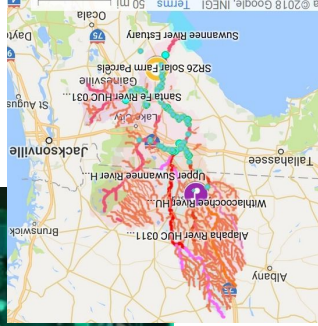 Albany
75
Alapaha River HUC 0311...
Brunswick
Withlacoochee River HU...
Upper Suwannee River H...
Tallahassee
Jacksonville
Lake City
Santa Fe River HUC 031...
St Augus
Gainesville
SR26 Solar Farm Parcels
Suwannee River Estuary
75
Ocala
©2018 Google, INEGI 50 mi Terms